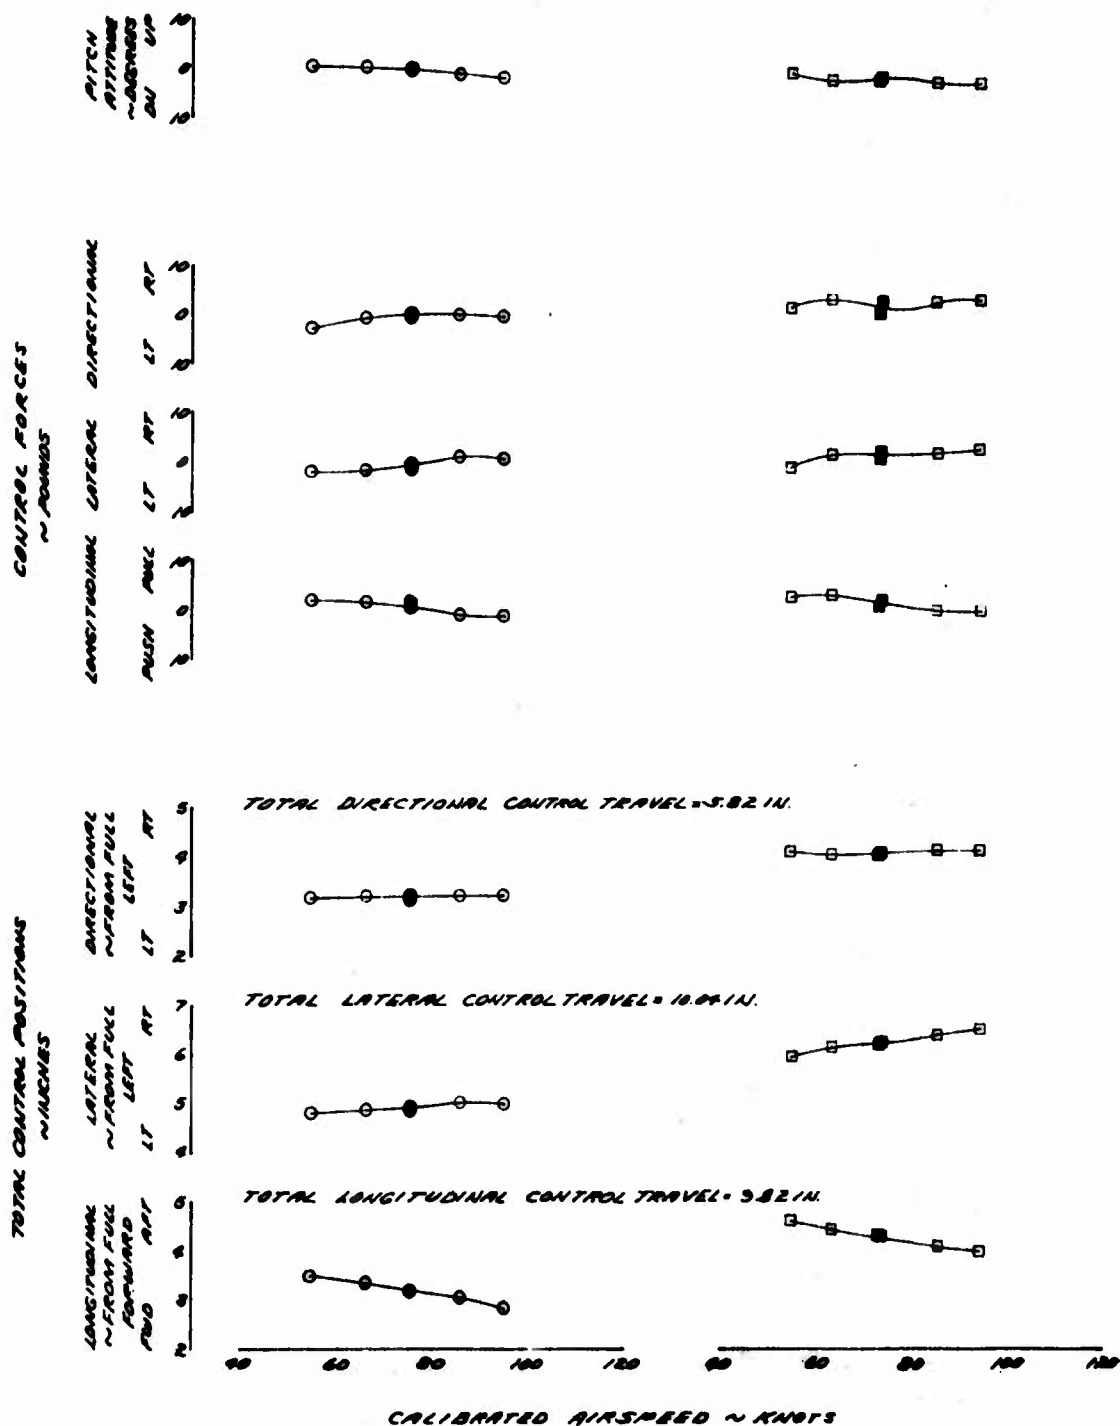 PITCH
ATTITUDE
~DEGREES
DN UP
10
0
10
CONTROL FORCES
~ POUNDS
DIRECTIONAL
LT RT
10
0
10
LATERAL
LT RT
10
0
10
LONGITUDINAL
PUSH PULL
10
0
10
TOTAL CONTROL POSITIONS
~INCHES
DIRECTIONAL
~FROM FULL
LEFT
LT RT
5
4
3
2
TOTAL DIRECTIONAL CONTROL TRAVEL = 5.82 IN.
LATERAL
~FROM FULL
LEFT
LT RT
7
6
5
4
TOTAL LATERAL CONTROL TRAVEL = 10.04 IN.
LONGITUDINAL
~FROM FULL
FORWARD
FWD AFT
4
3
2
TOTAL LONGITUDINAL CONTROL TRAVEL = 9.82 IN.
40 60 80 100 120
40 60 80 100 120
CALIBRATED AIRSPEED ~ KNOTS